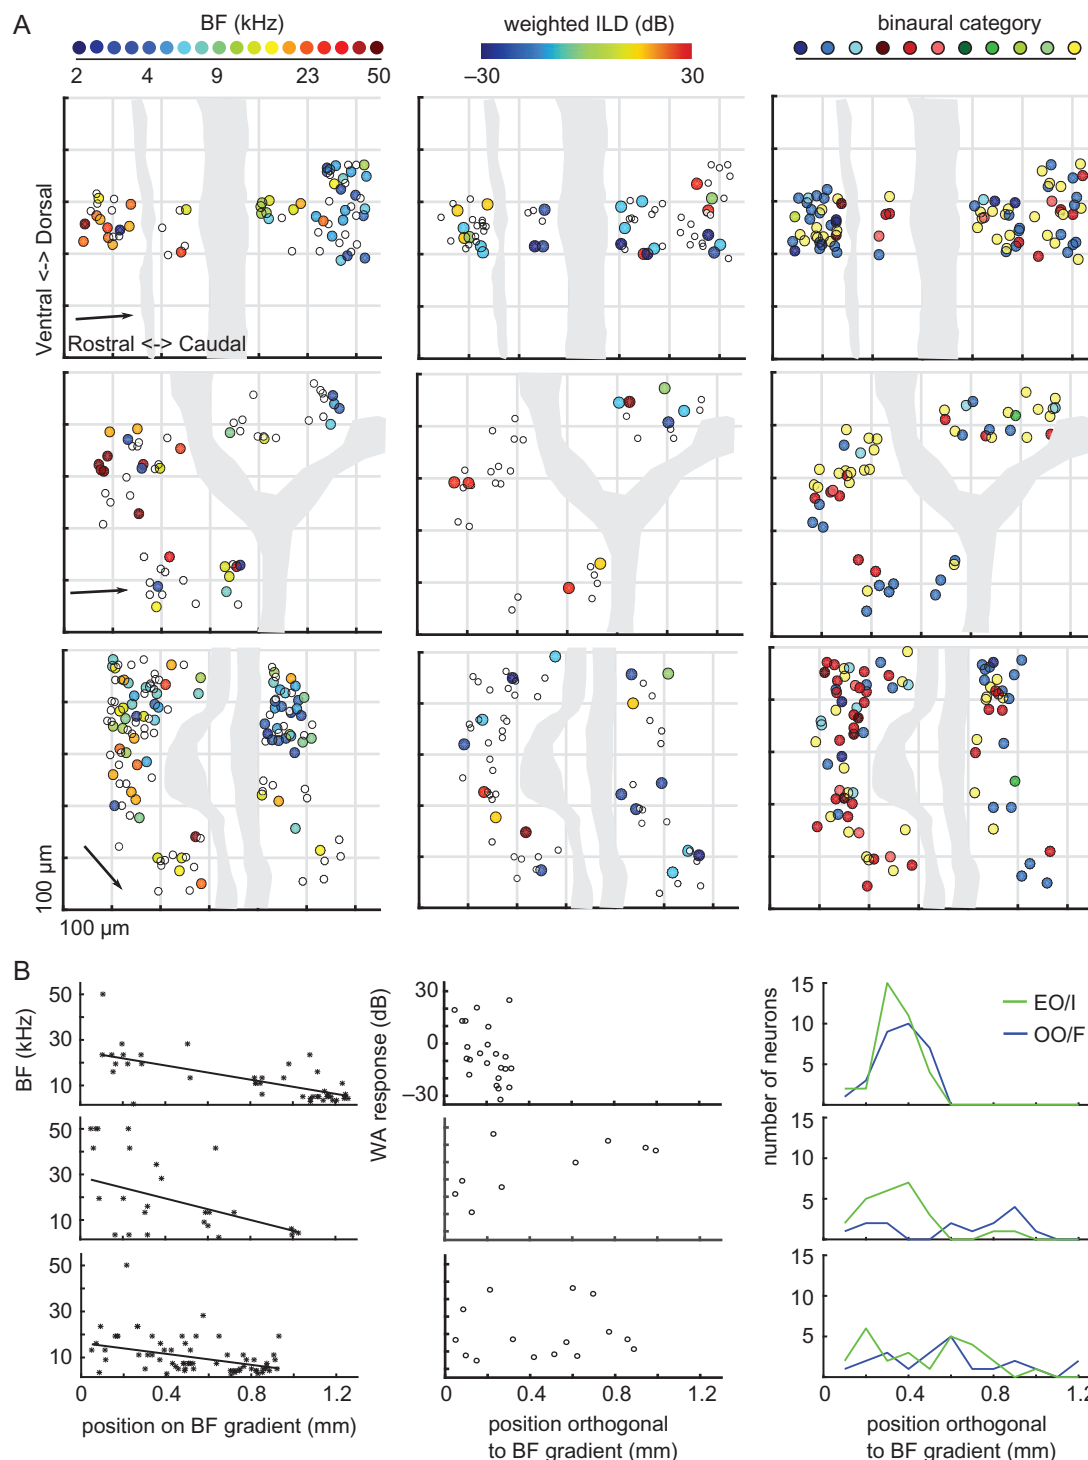 A
BF (kHz)
weighted ILD (dB)
binaural category
2 4 9 23 50
–30 30
Ventral <-> Dorsal
Rostral <-> Caudal
100 µm
100 µm
B
BF (kHz)
50
30
10
50
30
10
50
30
10
0 0.4 0.8 1.2
position on BF gradient (mm)
WA response (dB)
30
0
–30
0 0.4 0.8 1.2
position orthogonal
to BF gradient (mm)
number of neurons
15
10
5
15
10
5
15
10
5
EO/I
OO/F
0 0.4 0.8 1.2
position orthogonal
to BF gradient (mm)